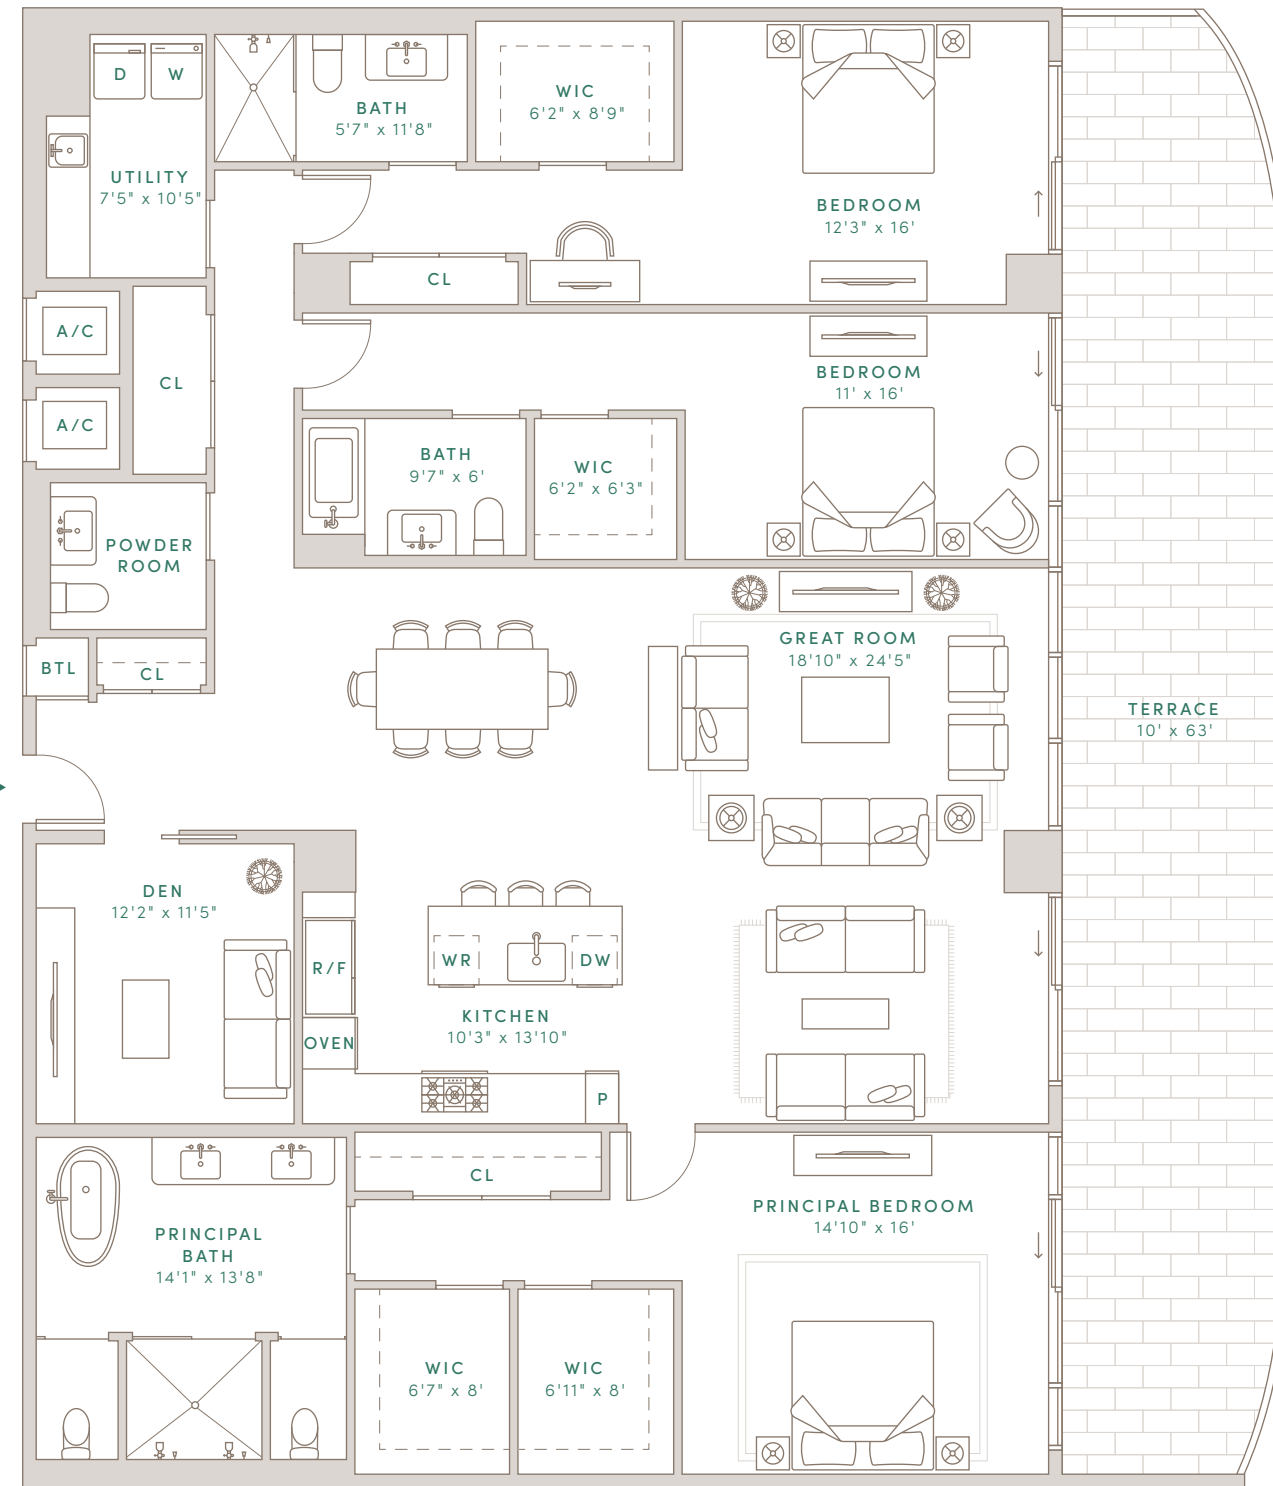 D
W
BATH
5'7" x 11'8"
WIC
6'2" x 8'9"
UTILITY
7'5" x 10'5"
BEDROOM
12'3" x 16'
CL
A/C
CL
A/C
BEDROOM
11' x 16'
BATH
9'7" x 6'
WIC
6'2" x 6'3"
POWDER
ROOM
BTL
CL
GREAT ROOM
18'10" x 24'5"
TERRACE
10' x 63'
DEN
12'2" x 11'5"
R/F
WR
DW
KITCHEN
10'3" x 13'10"
OVEN
P
CL
PRINCIPAL BEDROOM
14'10" x 16'
PRINCIPAL
BATH
14'1" x 13'8"
WIC
6'7" x 8'
WIC
6'11" x 8'